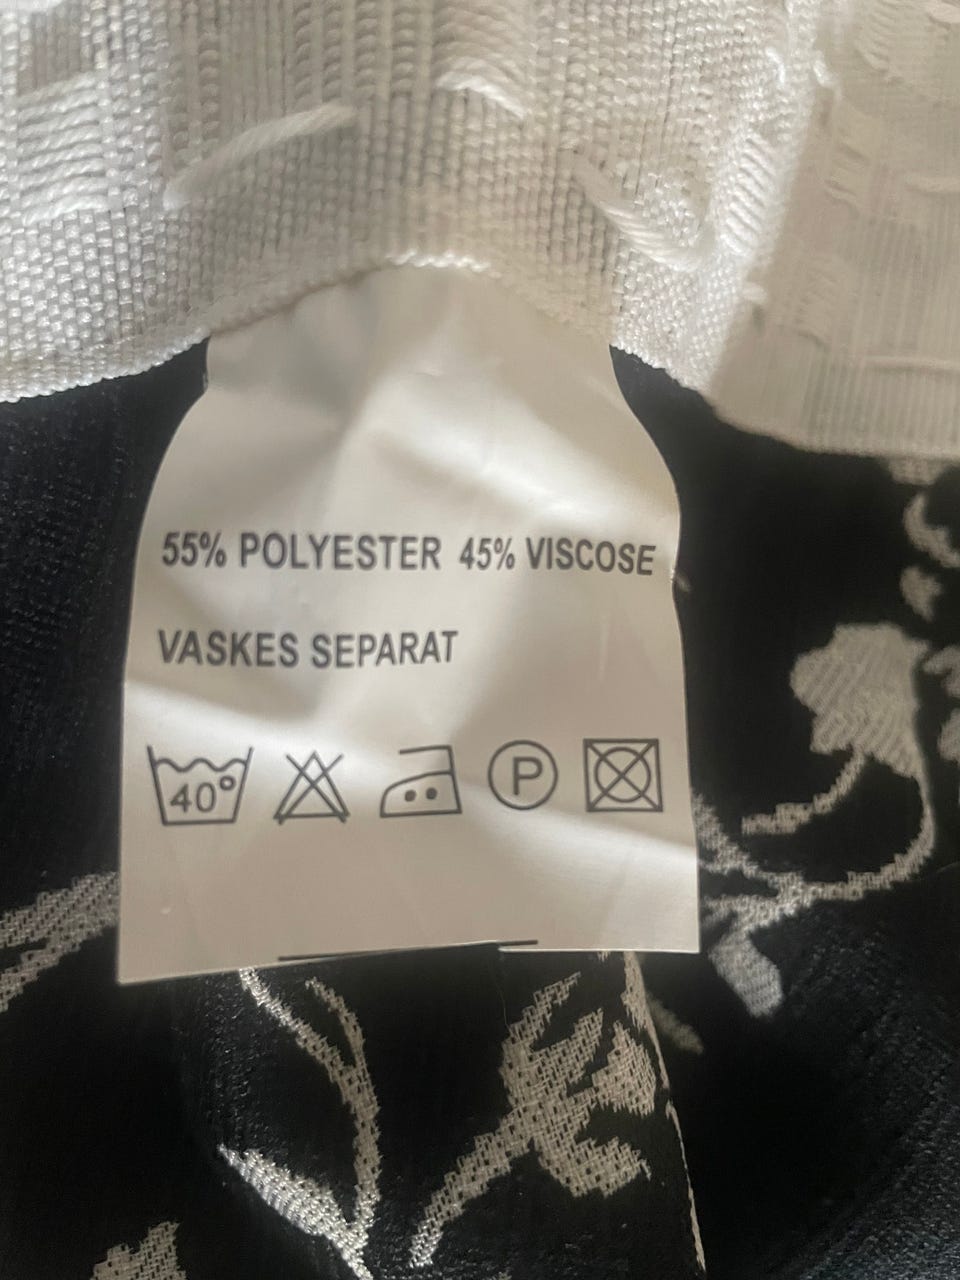 55% POLYESTER 45% VISCOSE
VASKES SEPARAT
40° P